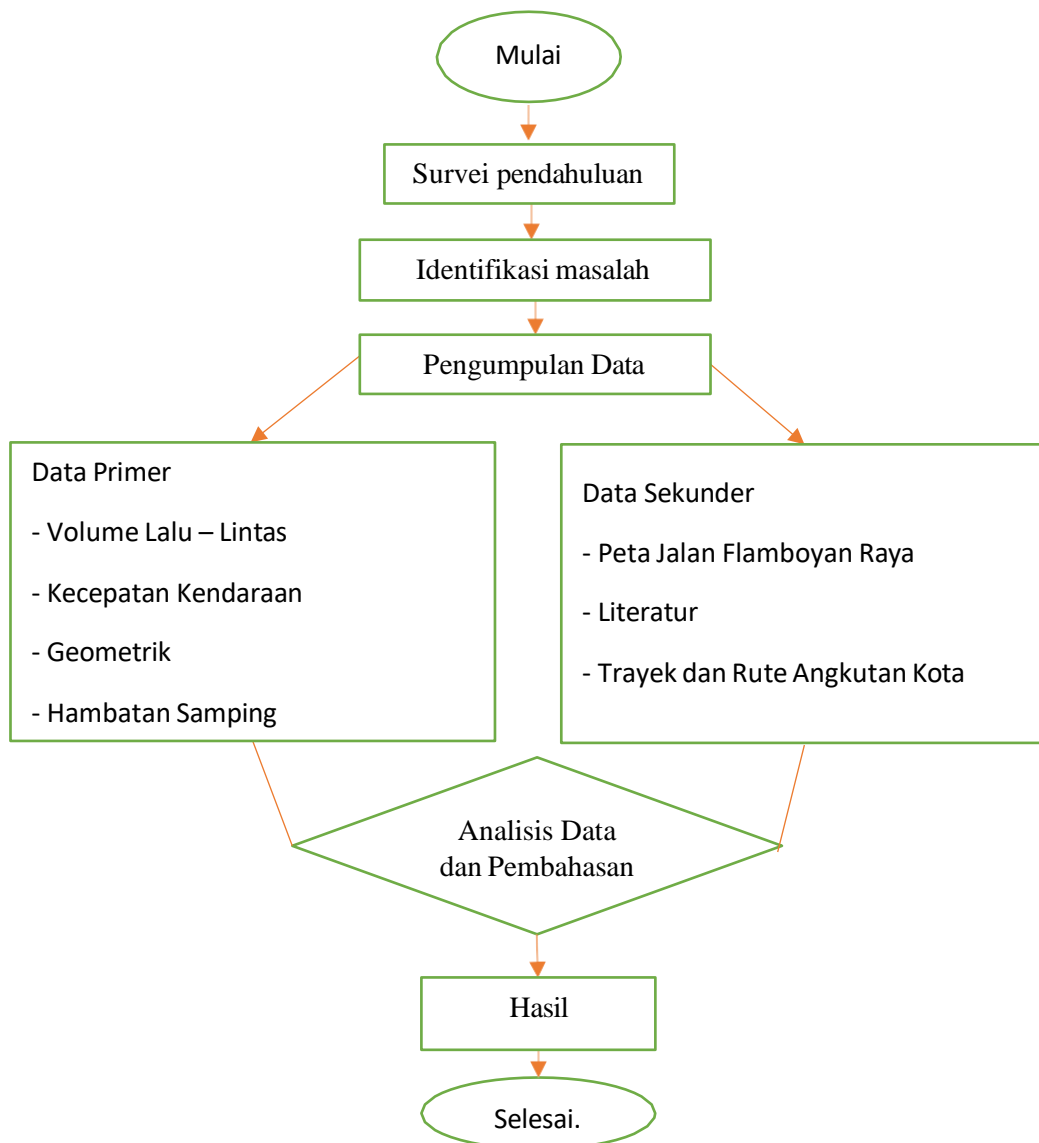 Mulai
Survei pendahuluan
Identifikasi masalah
Pengumpulan Data
Data Primer
- Volume Lalu – Lintas
- Kecepatan Kendaraan
- Geometrik
- Hambatan Samping
Data Sekunder
- Peta Jalan Flamboyan Raya
- Literatur
- Trayek dan Rute Angkutan Kota
Analisis Data
dan Pembahasan
Hasil
Selesai.